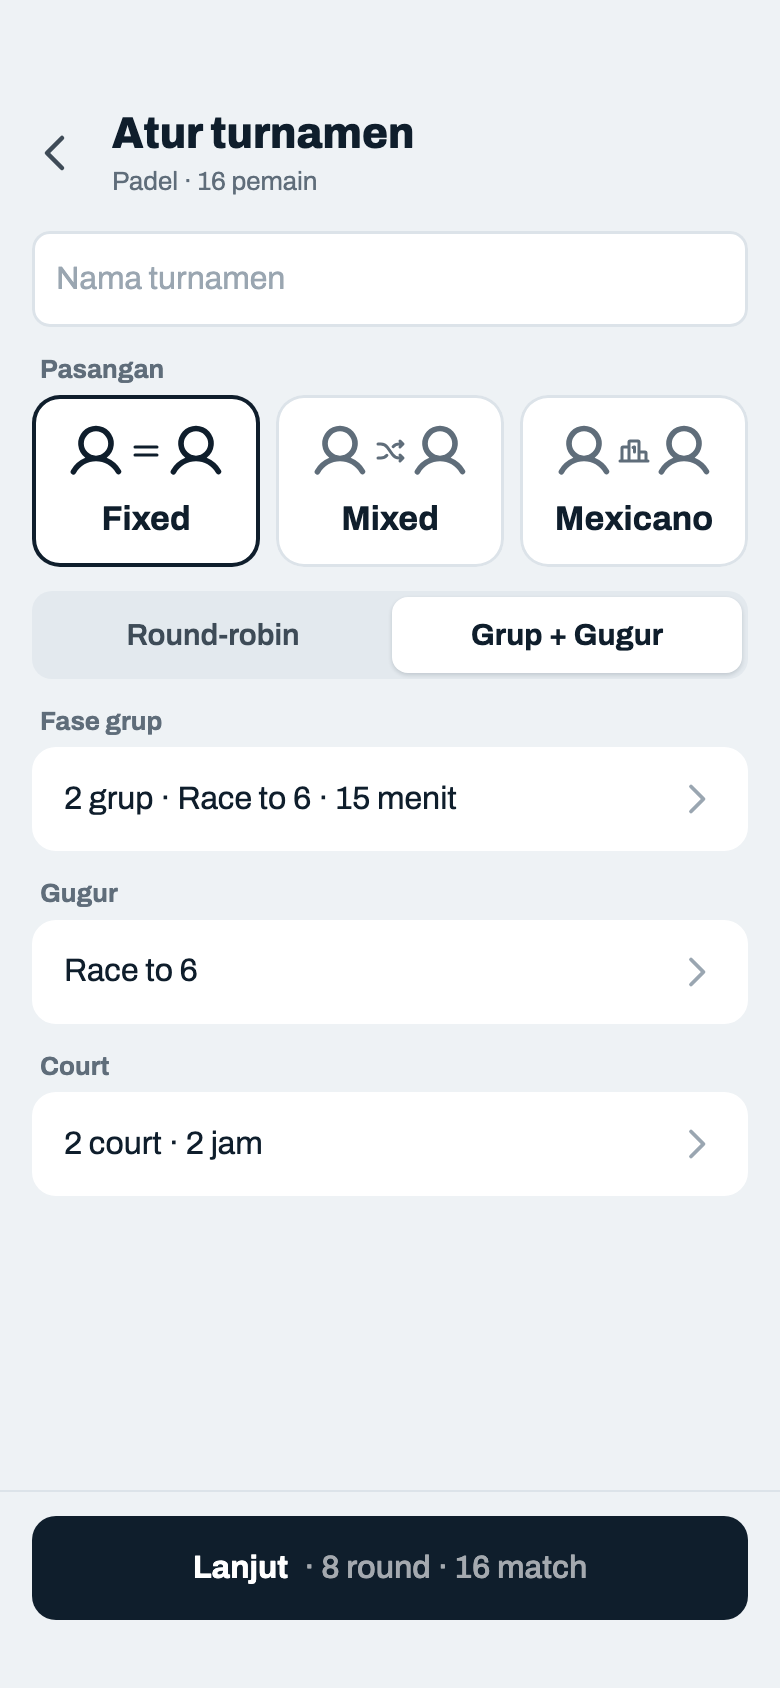 Atur turnamen
Padel · 16 pemain
Nama turnamen
Pasangan
Fixed
Mixed
Mexicano
Round-robin
Grup + Gugur
Fase grup
2 grup · Race to 6 · 15 menit
Gugur
Race to 6
Court
2 court · 2 jam
Lanjut · 8 round · 16 match